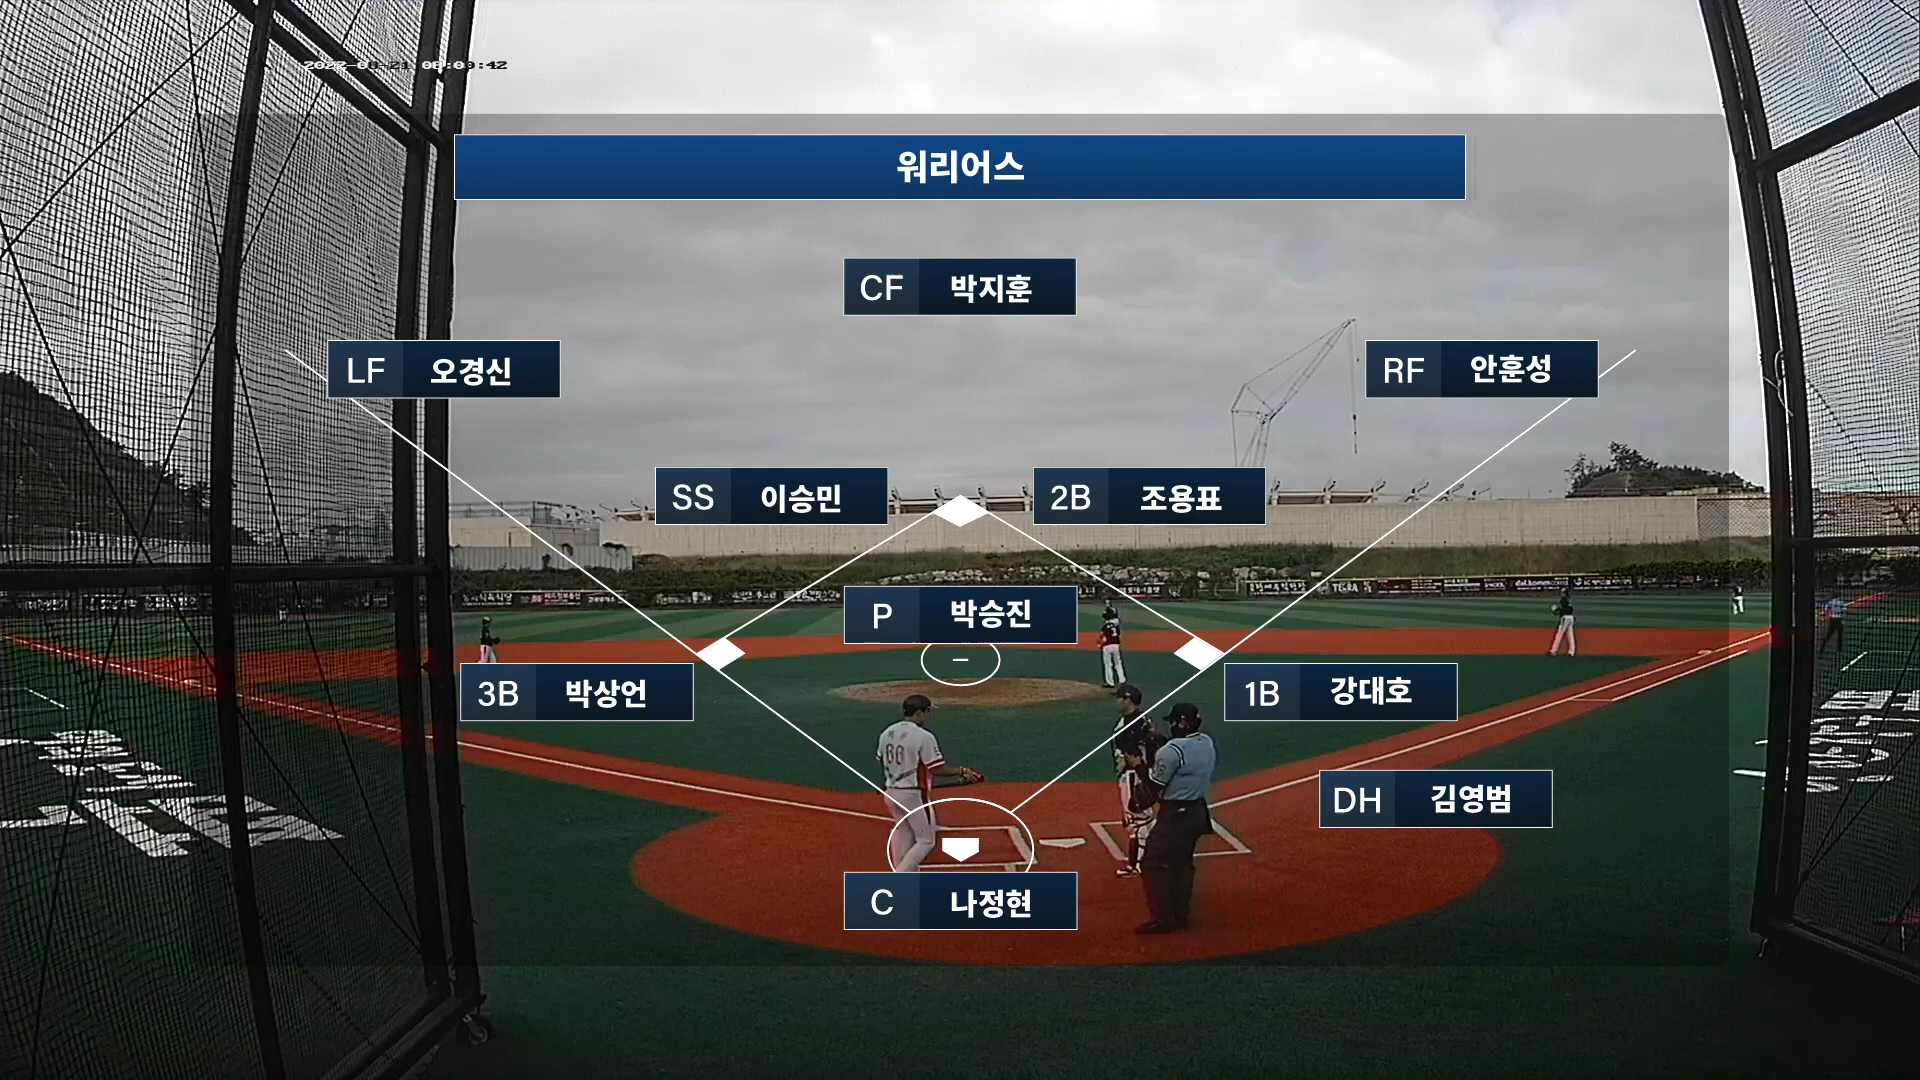 워리어스
CF 박지훈
LF 오경신
RF 안훈성
SS 이승민
2B 조용표
P 박승진
3B 박상언
1B 강대호
DH 김영범
66
C 나정현